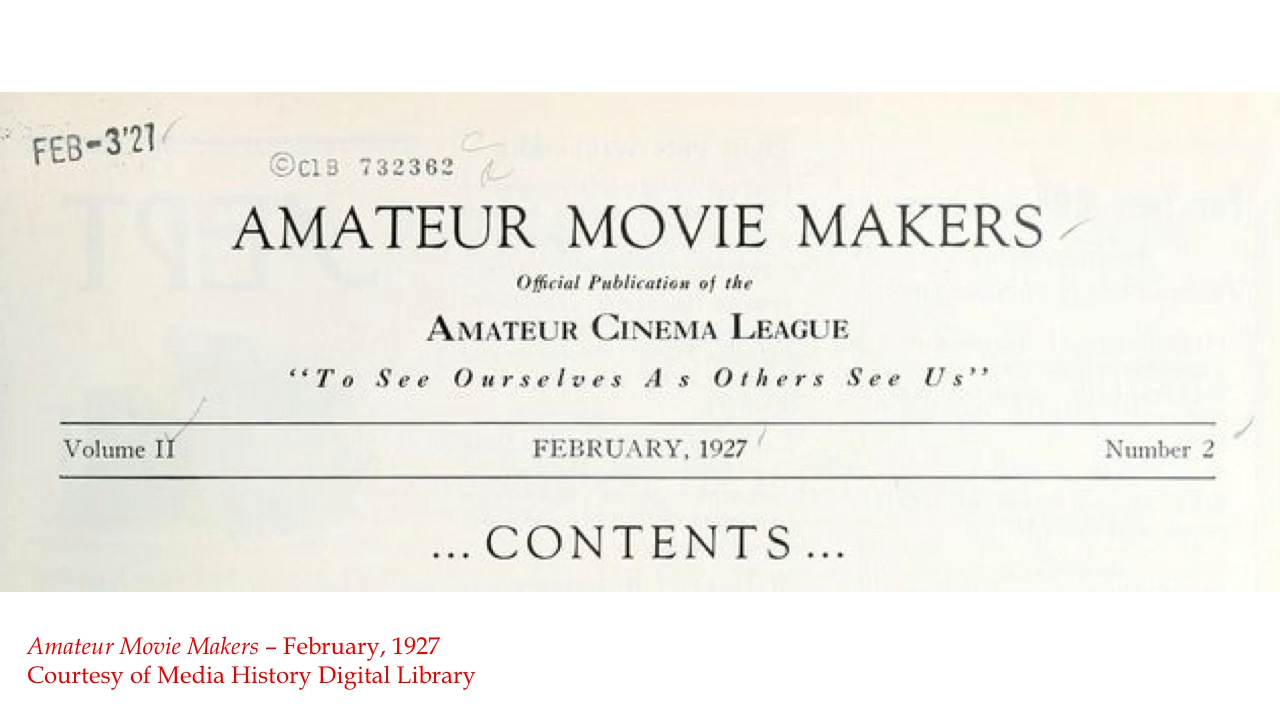 FEB-3'27
©C1B 732362
AMATEUR MOVIE MAKERS
Official Publication of the
AMATEUR CINEMA LEAGUE
“To See Ourselves As Others See Us”
Volume II FEBRUARY, 1927 Number 2
... CONTENTS ...
Amateur Movie Makers – February, 1927
Courtesy of Media History Digital Library